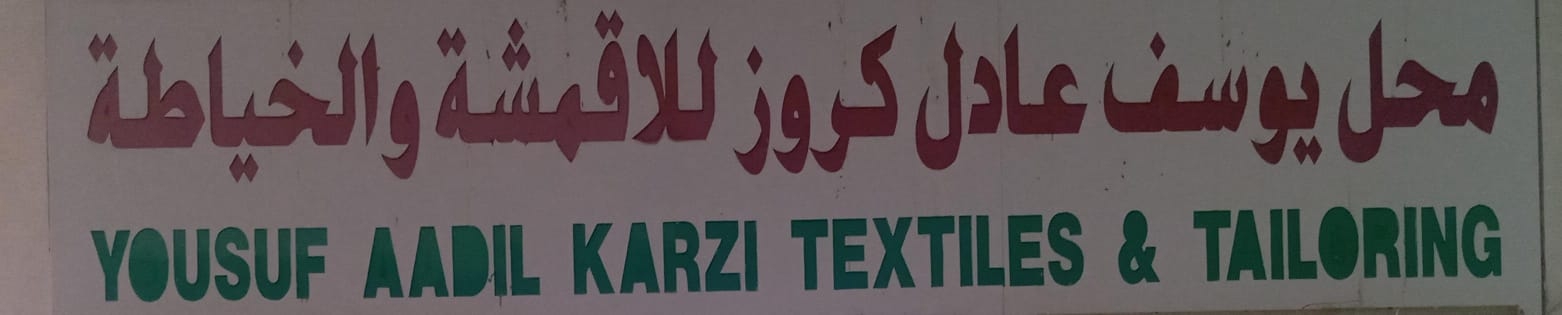 محل يوسف عادل كروز للاقمشة والخياطة
YOUSUF AADIL KARZI TEXTILES & TAILORING